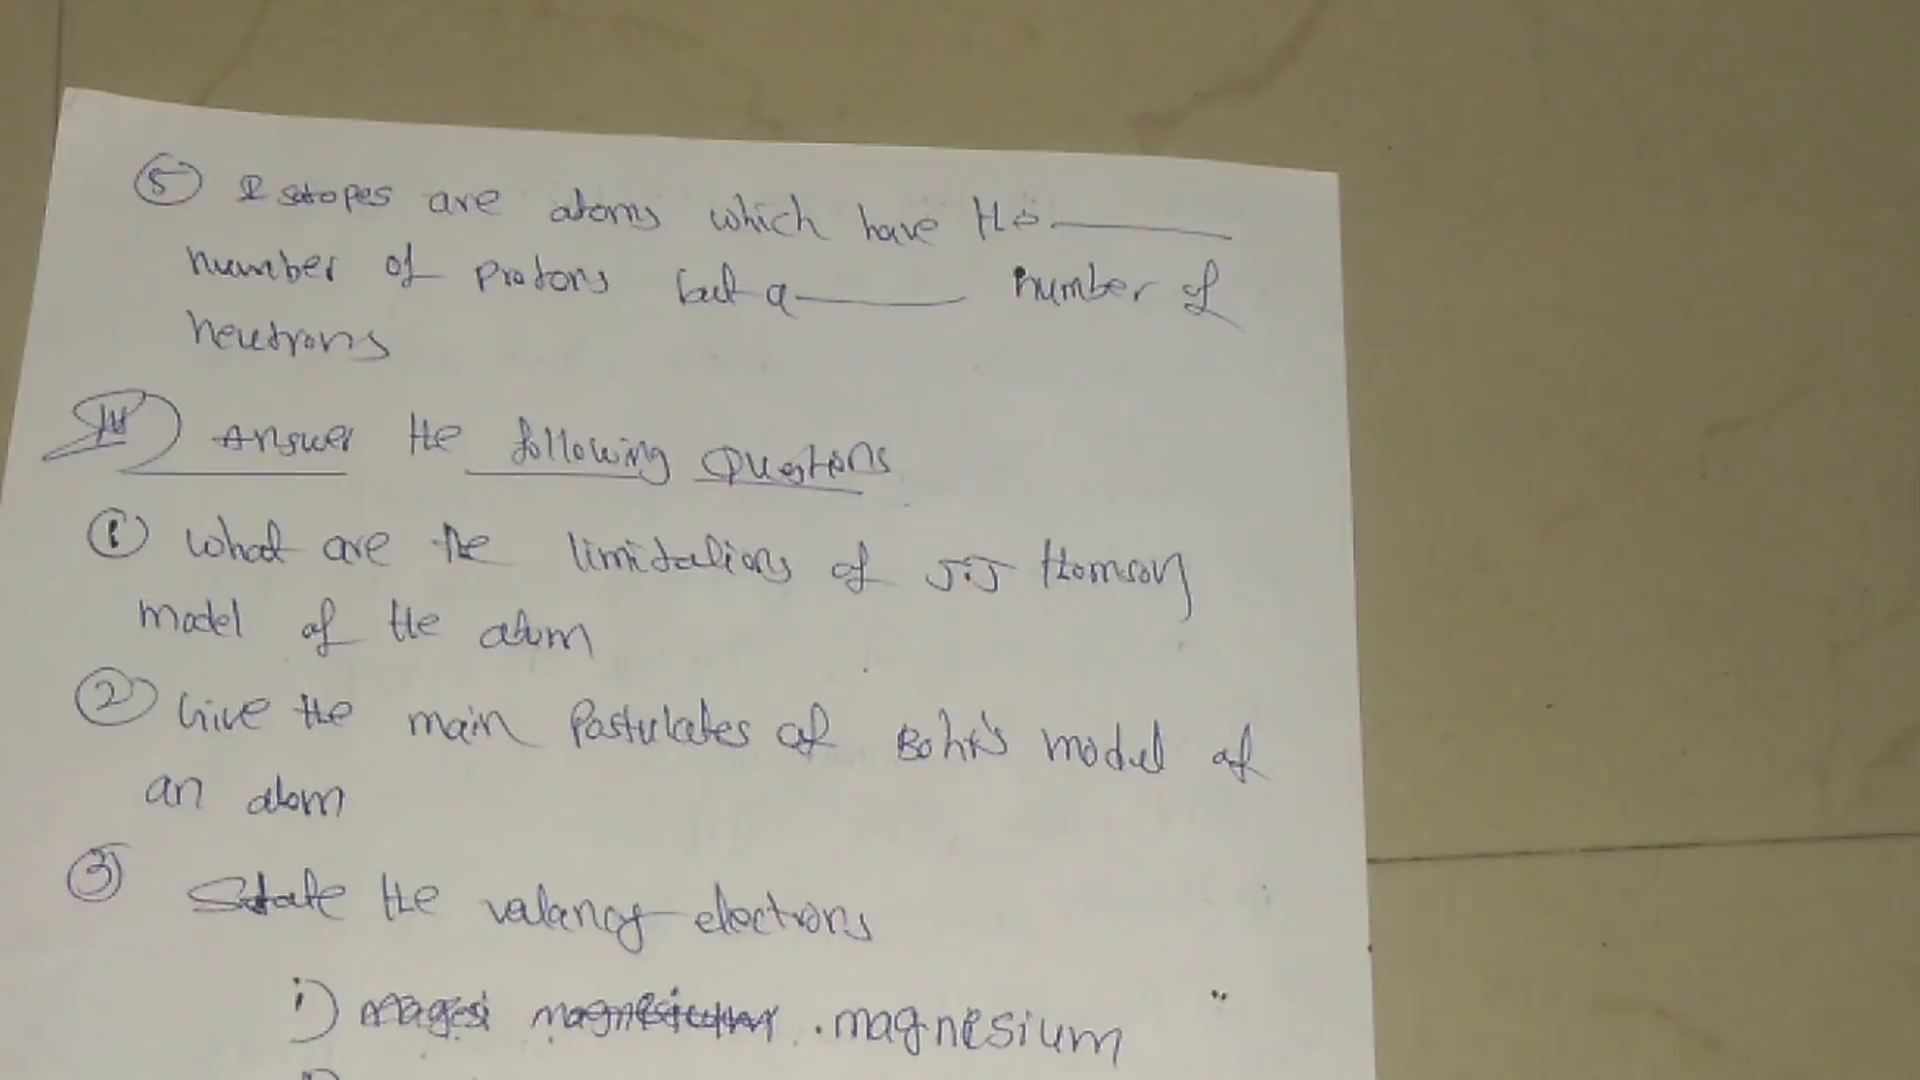 ⑤ Isotopes are atoms which have the ______
number of protons but a ______ number of
neutrons
Answer the following Questions
① What are the limitations of J.J Thomson
model of the atom
② Give the main Postulates of Bohr's model of
an atom
③ State the valancy electrons
i) magesi magnesium . magnesium